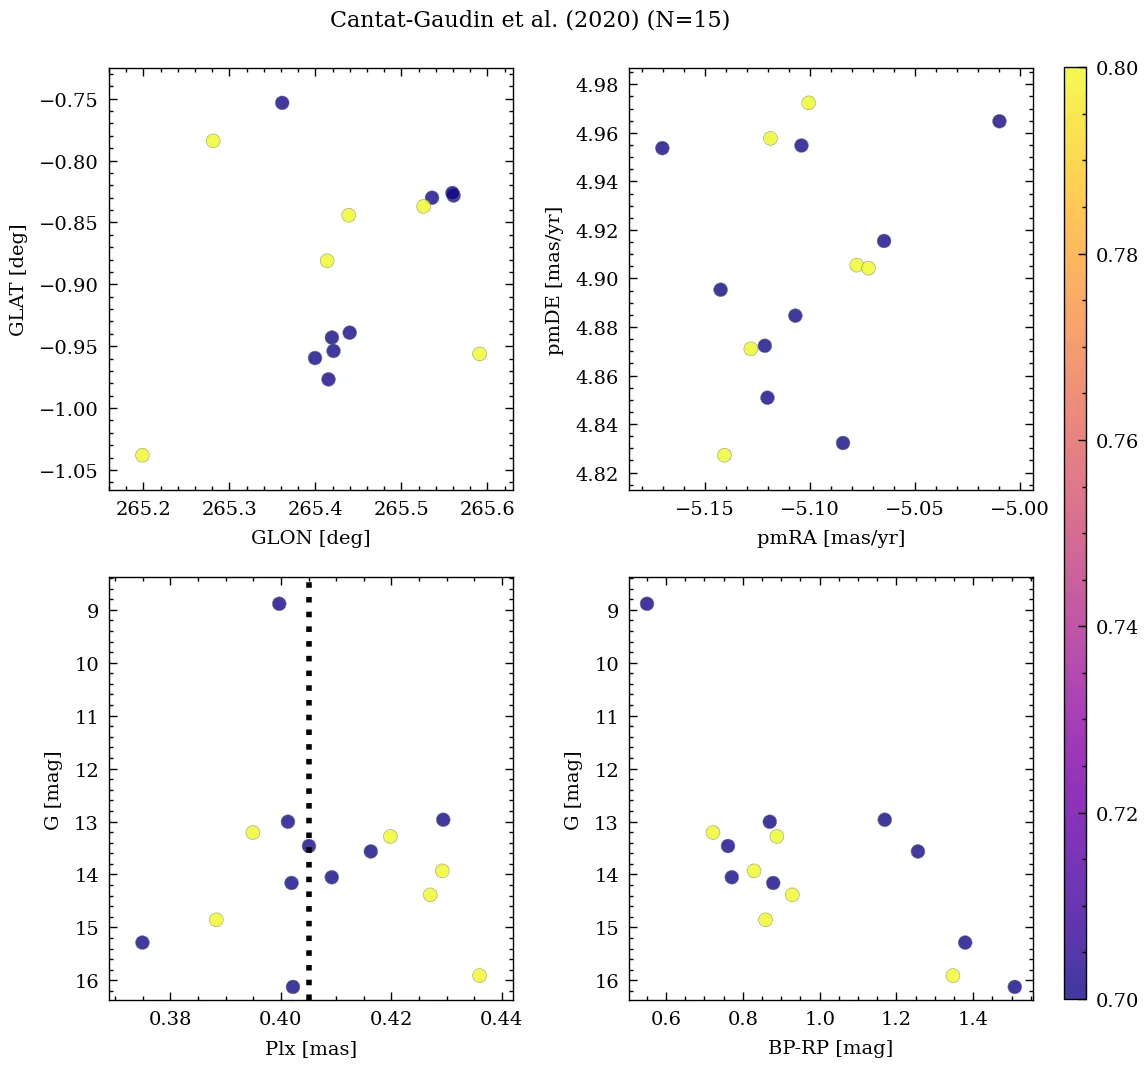 Cantat-Gaudin et al. (2020) (N=15)
−0.75
−0.80
−0.85
−0.90
−0.95
−1.00
−1.05
GLAT [deg]
265.2 265.3 265.4 265.5 265.6
GLON [deg]
4.98
4.96
4.94
4.92
4.90
4.88
4.86
4.84
4.82
pmDE [mas/yr]
−5.15 −5.10 −5.05 −5.00
pmRA [mas/yr]
9
10
11
12
13
14
15
16
G [mag]
0.38 0.40 0.42 0.44
Plx [mas]
9
10
11
12
13
14
15
16
G [mag]
0.6 0.8 1.0 1.2 1.4
BP-RP [mag]
0.80
0.78
0.76
0.74
0.72
0.70